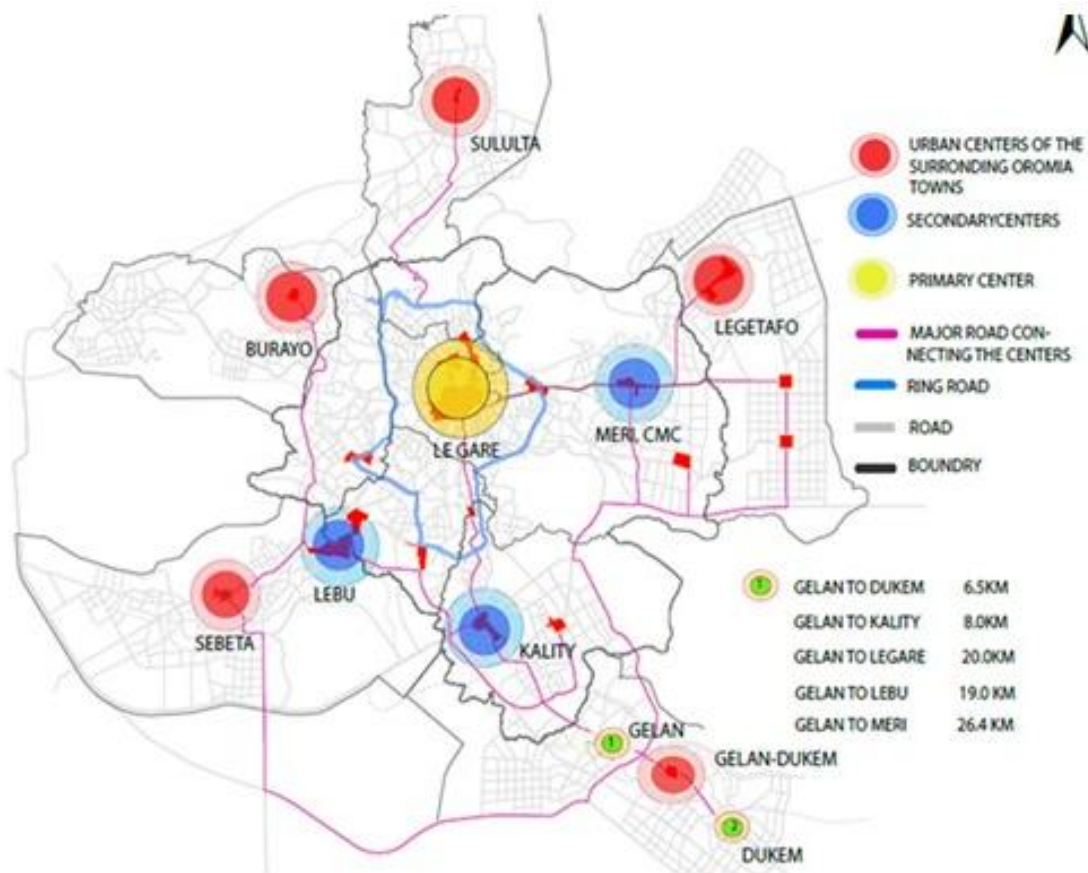 SULULTA
BURAYO
LEGETAFO
LE GARE
MERI, CMC
LEBU
SEBETA
KALITY
GELAN
1
GELAN-DUKEM
DUKEM
URBAN CENTERS OF THE
SURRONDING OROMIA
TOWNS
SECONDARYCENTERS
PRIMARY CENTER
MAJOR ROAD CON-
NECTING THE CENTERS
RING ROAD
ROAD
BOUNDRY
GELAN TO DUKEM 6.5KM
GELAN TO KALITY 8.0KM
GELAN TO LEGARE 20.0KM
GELAN TO LEBU 19.0 KM
GELAN TO MERI 26.4 KM